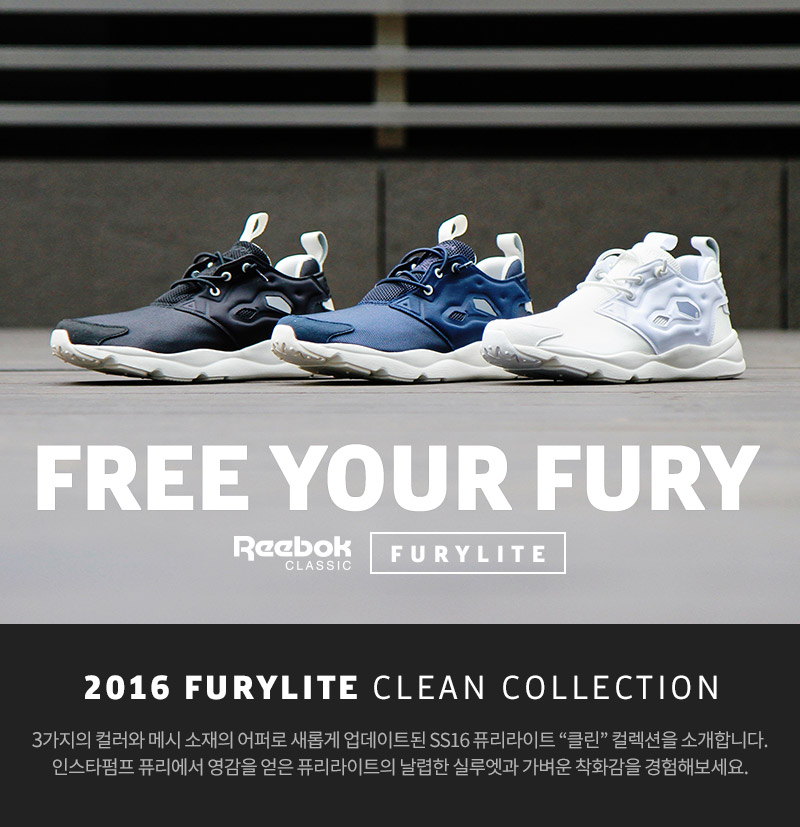 FREE YOUR FURY
Reebok FURYLITE
CLASSIC
2016 FURYLITE CLEAN COLLECTION
3가지의 컬러와 메시 소재의 어퍼로 새롭게 업데이트된 SS16 퓨리라이트 “클린” 컬렉션을 소개합니다.
인스타펌프 퓨리에서 영감을 얻은 퓨리라이트의 날렵한 실루엣과 가벼운 착화감을 경험해보세요.